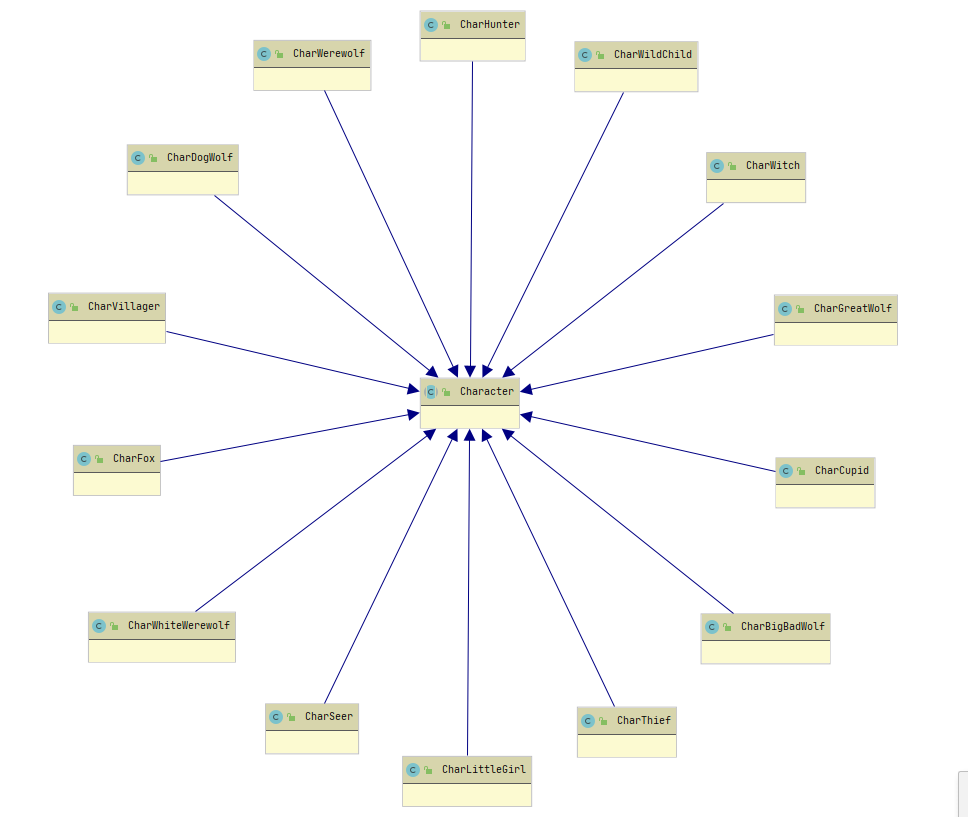 CharHunter
CharWerewolf
CharWildChild
CharDogWolf
CharWitch
CharVillager
CharGreatWolf
Character
CharFox
CharCupid
CharWhiteWerewolf
CharBigBadWolf
CharSeer
CharThief
CharLittleGirl